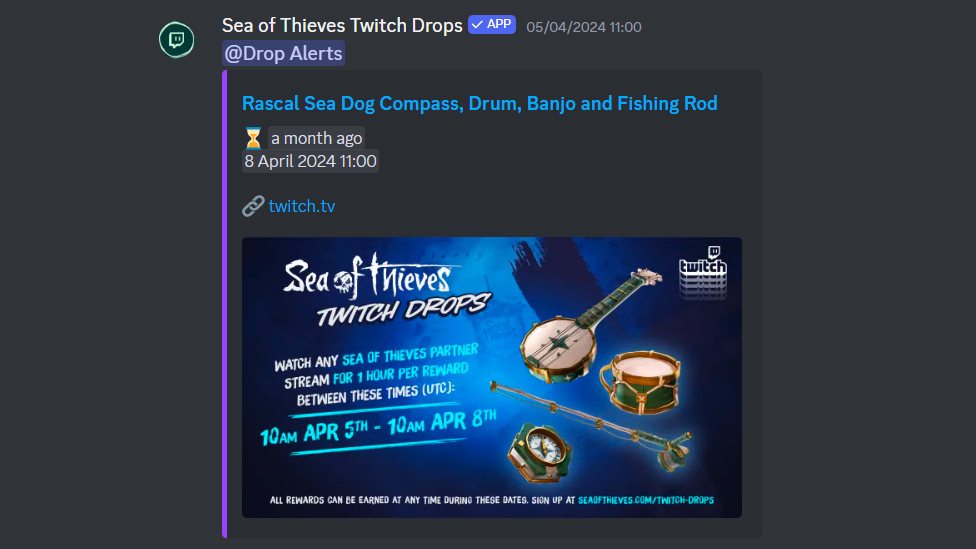 Sea of Thieves Twitch Drops ✓ APP 05/04/2024 11:00
@Drop Alerts
Rascal Sea Dog Compass, Drum, Banjo and Fishing Rod
⌛ a month ago
8 April 2024 11:00
🔗 twitch.tv
Sea of Thieves
TWITCH DROPS
twitch
WATCH ANY SEA OF THIEVES PARTNER
STREAM FOR 1 HOUR PER REWARD
BETWEEN THESE TIMES (UTC):
10AM APR 5TH - 10AM APR 8TH
ALL REWARDS CAN BE EARNED AT ANY TIME DURING THESE DATES. SIGN UP AT SEAOFTHIEVES.COM/TWITCH-DROPS